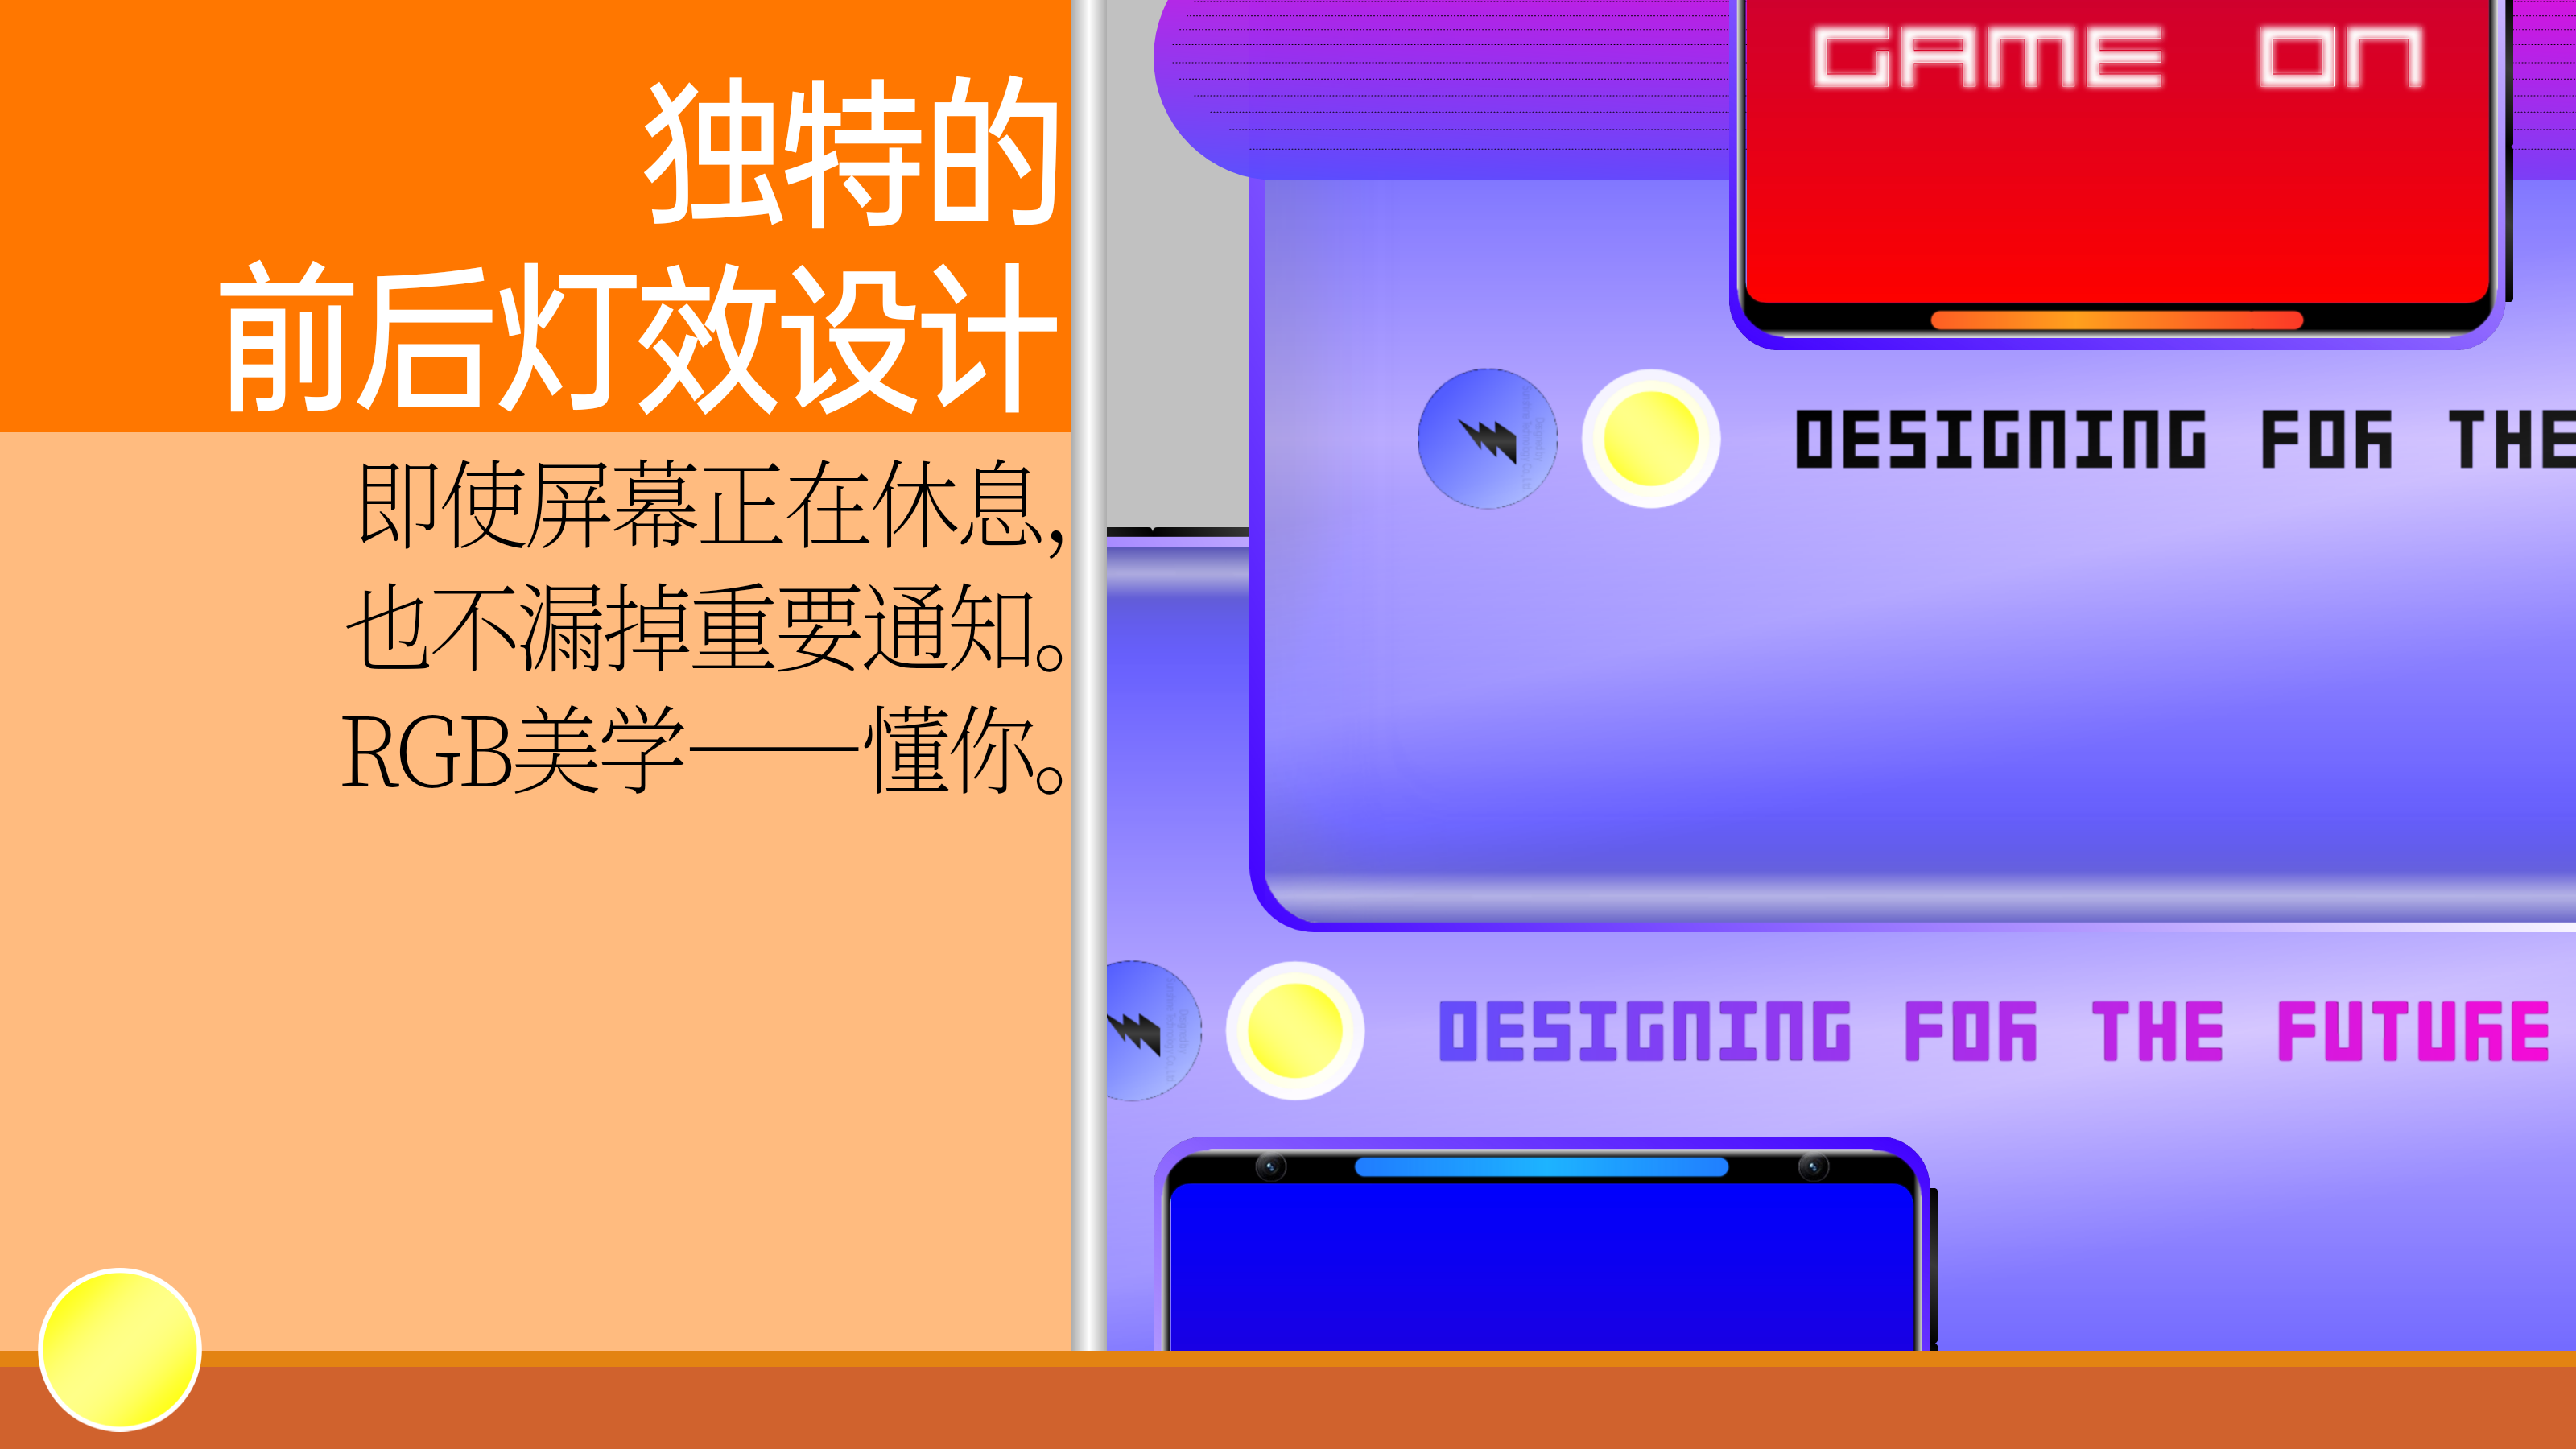 独特的
前后灯效设计
即使屏幕正在休息，
也不漏掉重要通知。
RGB美学——懂你。
GAME ON
DESIGNING FOR THE
DESIGNING FOR THE FUTURE